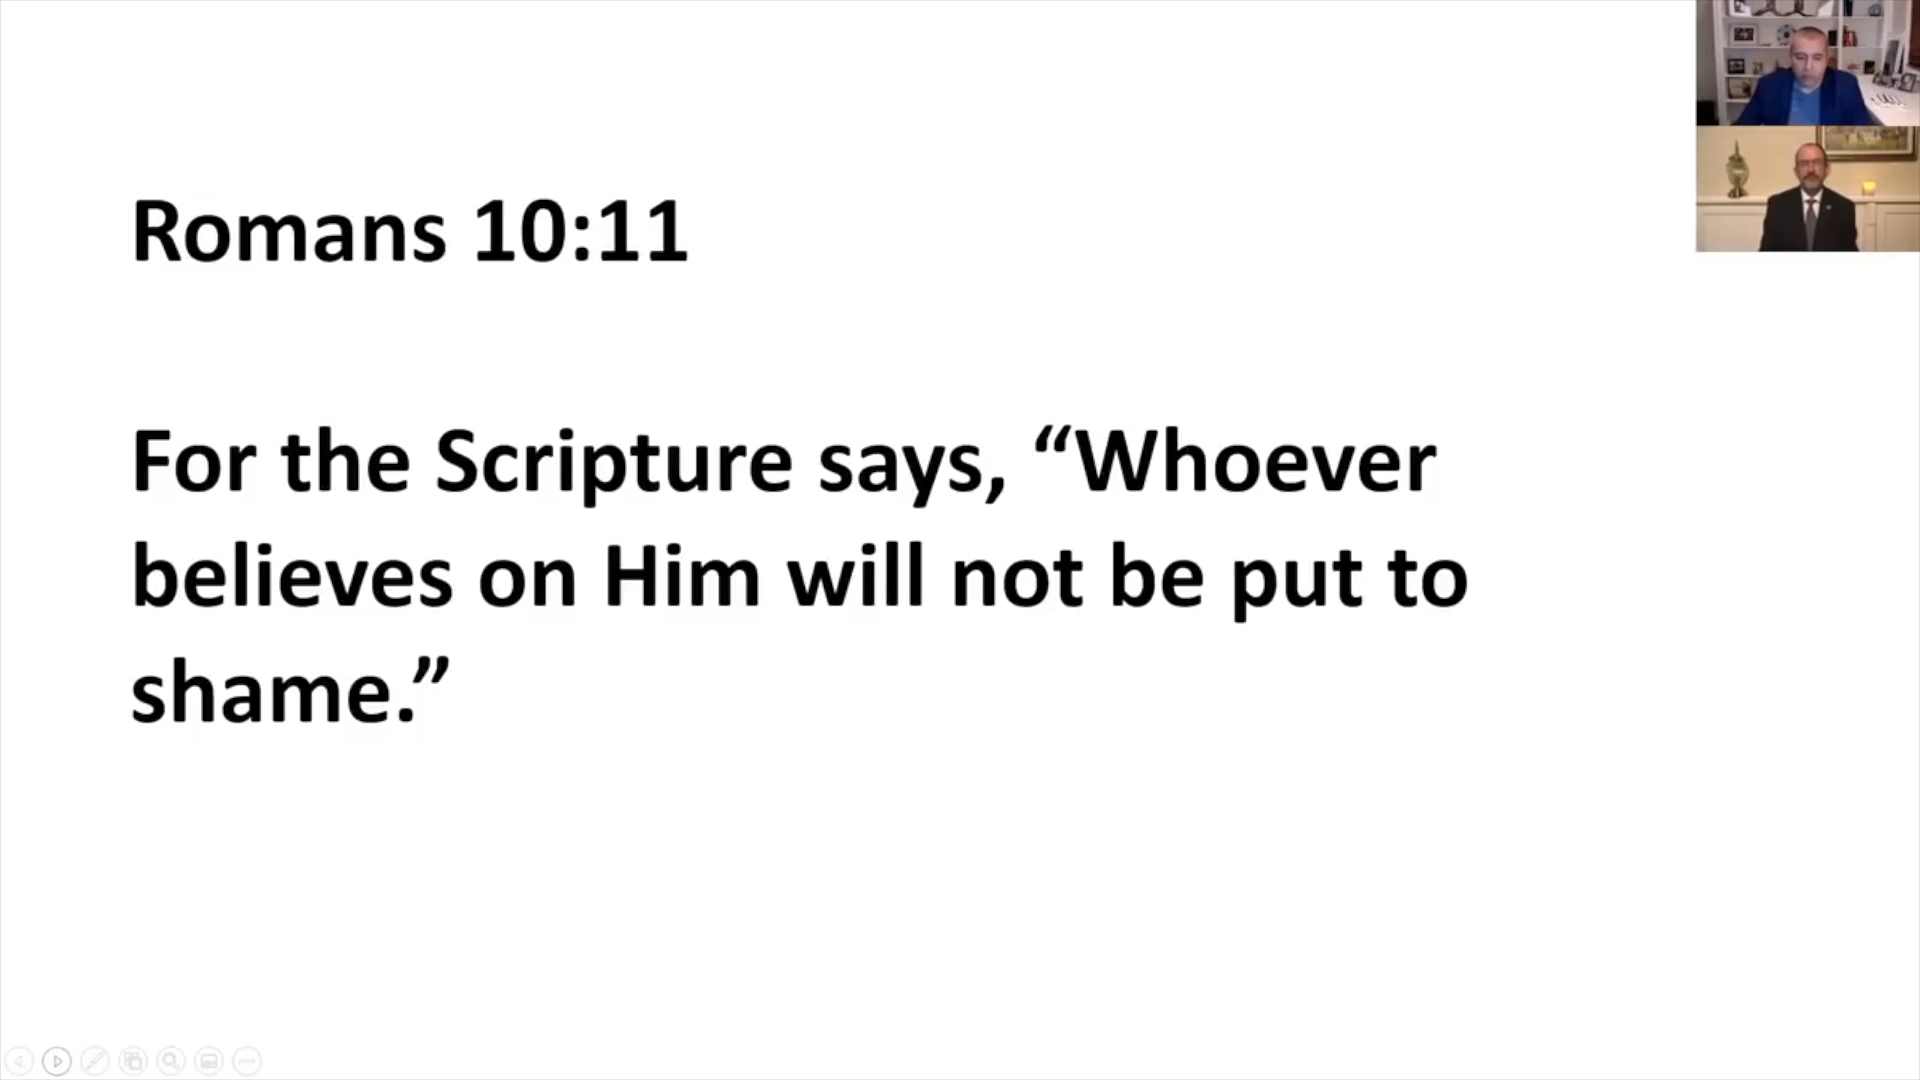 Romans 10:11
For the Scripture says, “Whoever
believes on Him will not be put to
shame.”